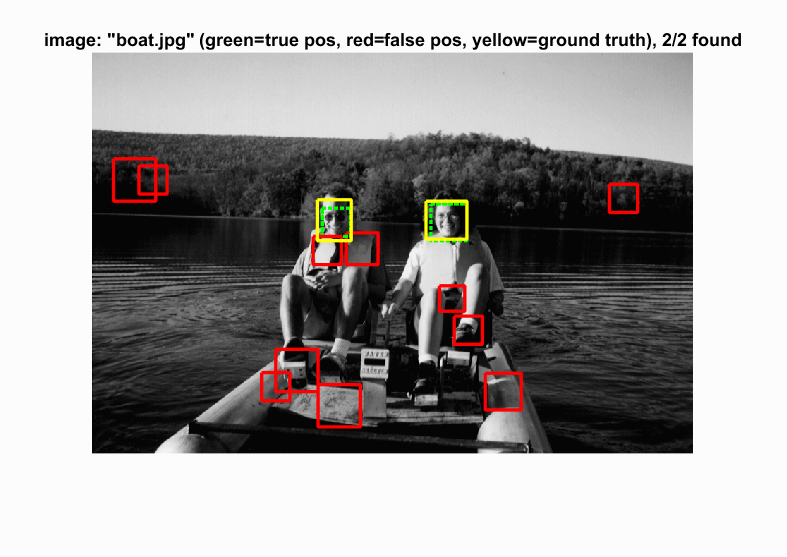 image: "boat.jpg" (green=true pos, red=false pos, yellow=ground truth), 2/2 found